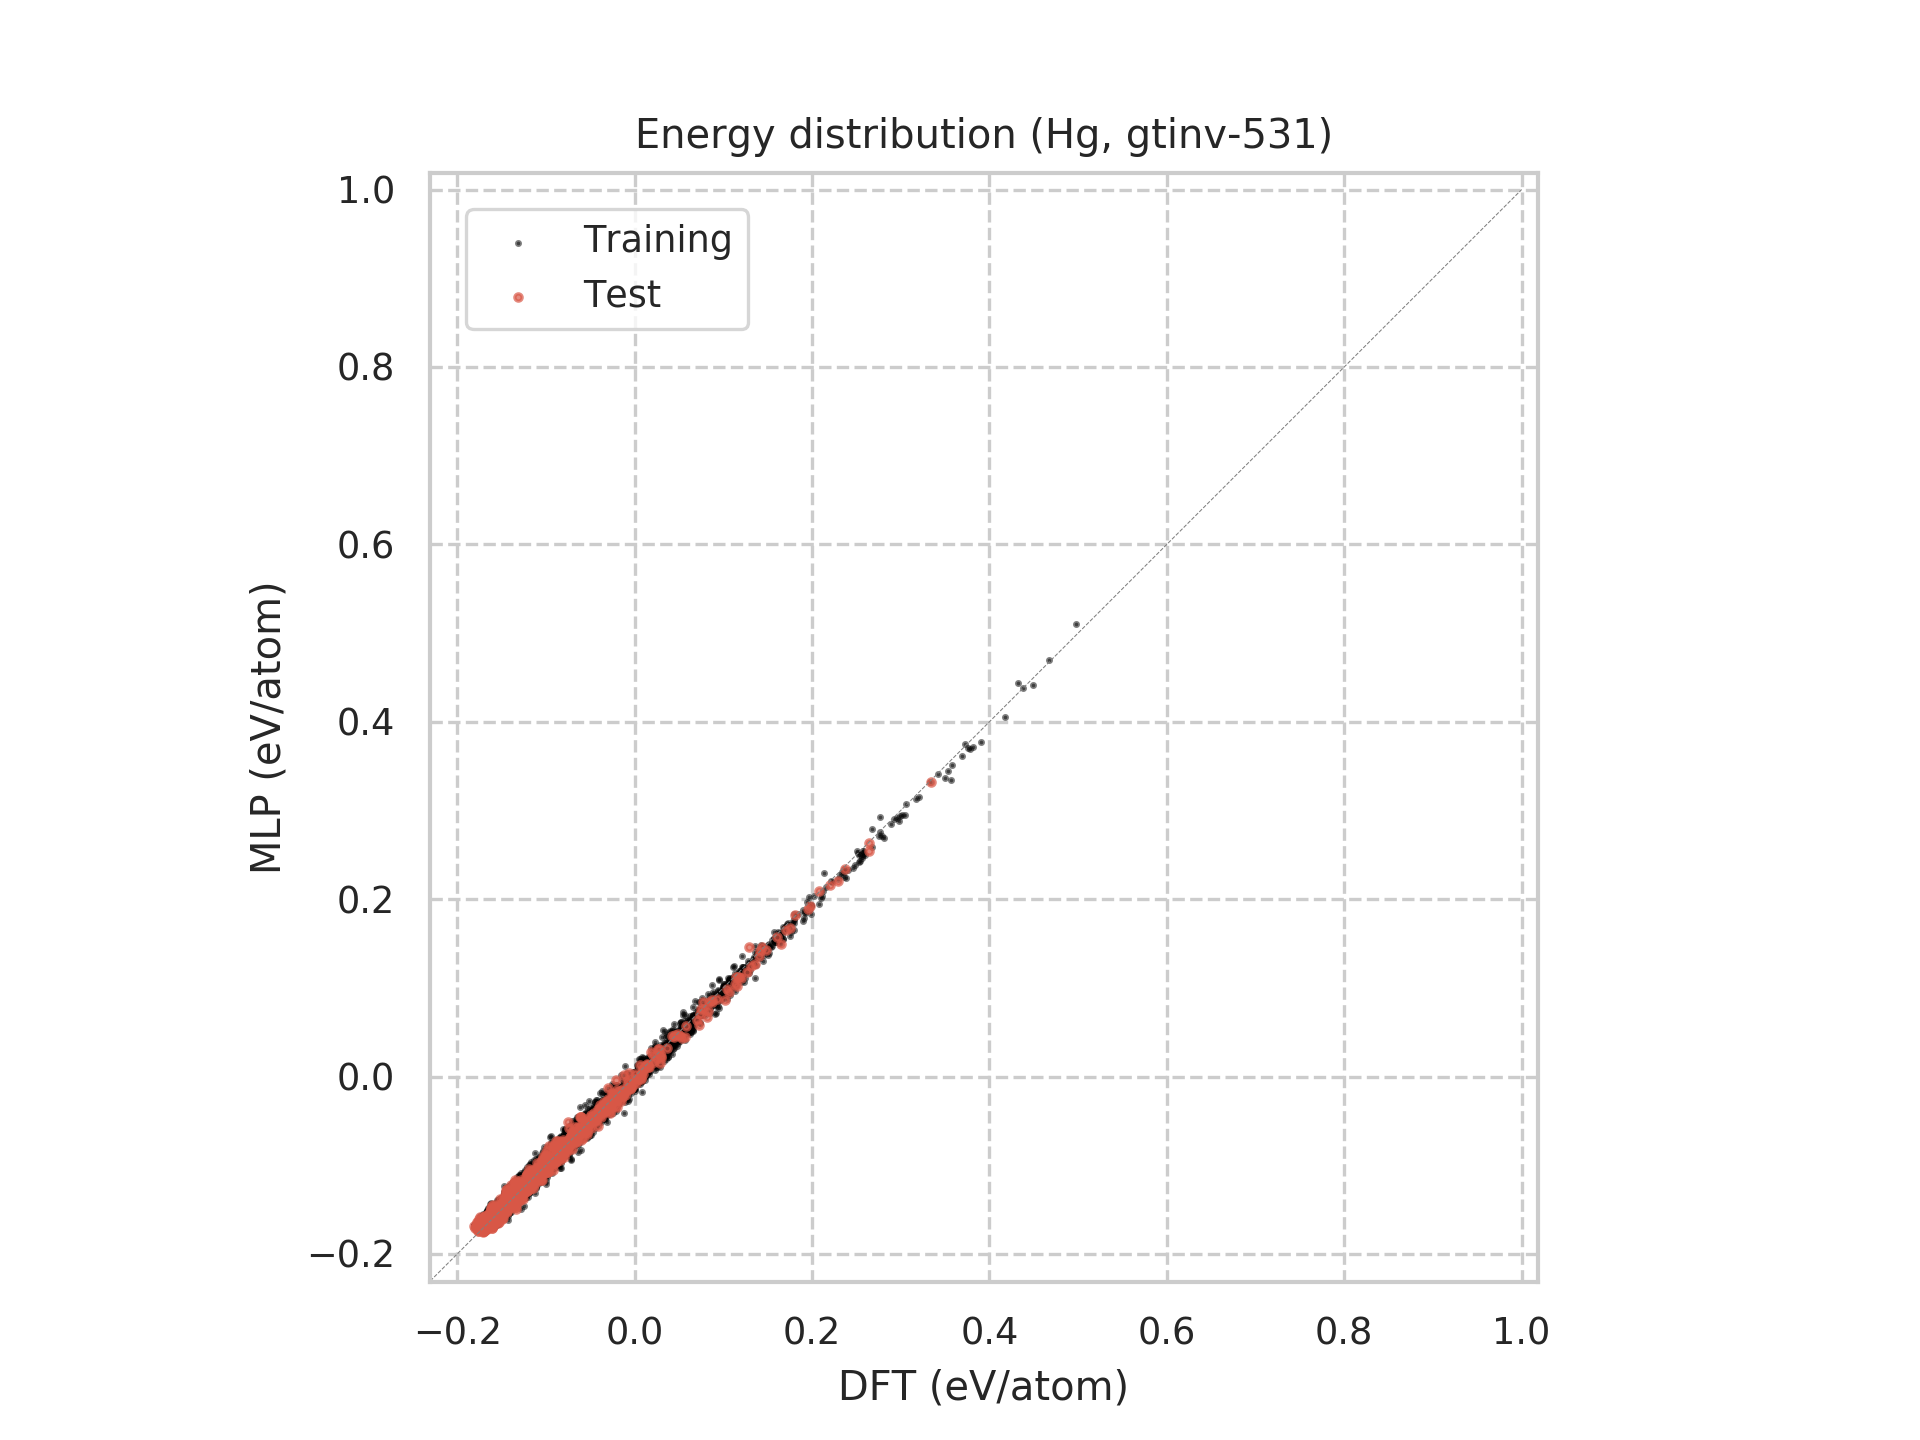 Energy distribution (Hg, gtinv-531)
1.0
0.8
0.6
0.4
0.2
0.0
−0.2
MLP (eV/atom)
Training
Test
−0.2 0.0 0.2 0.4 0.6 0.8 1.0
DFT (eV/atom)